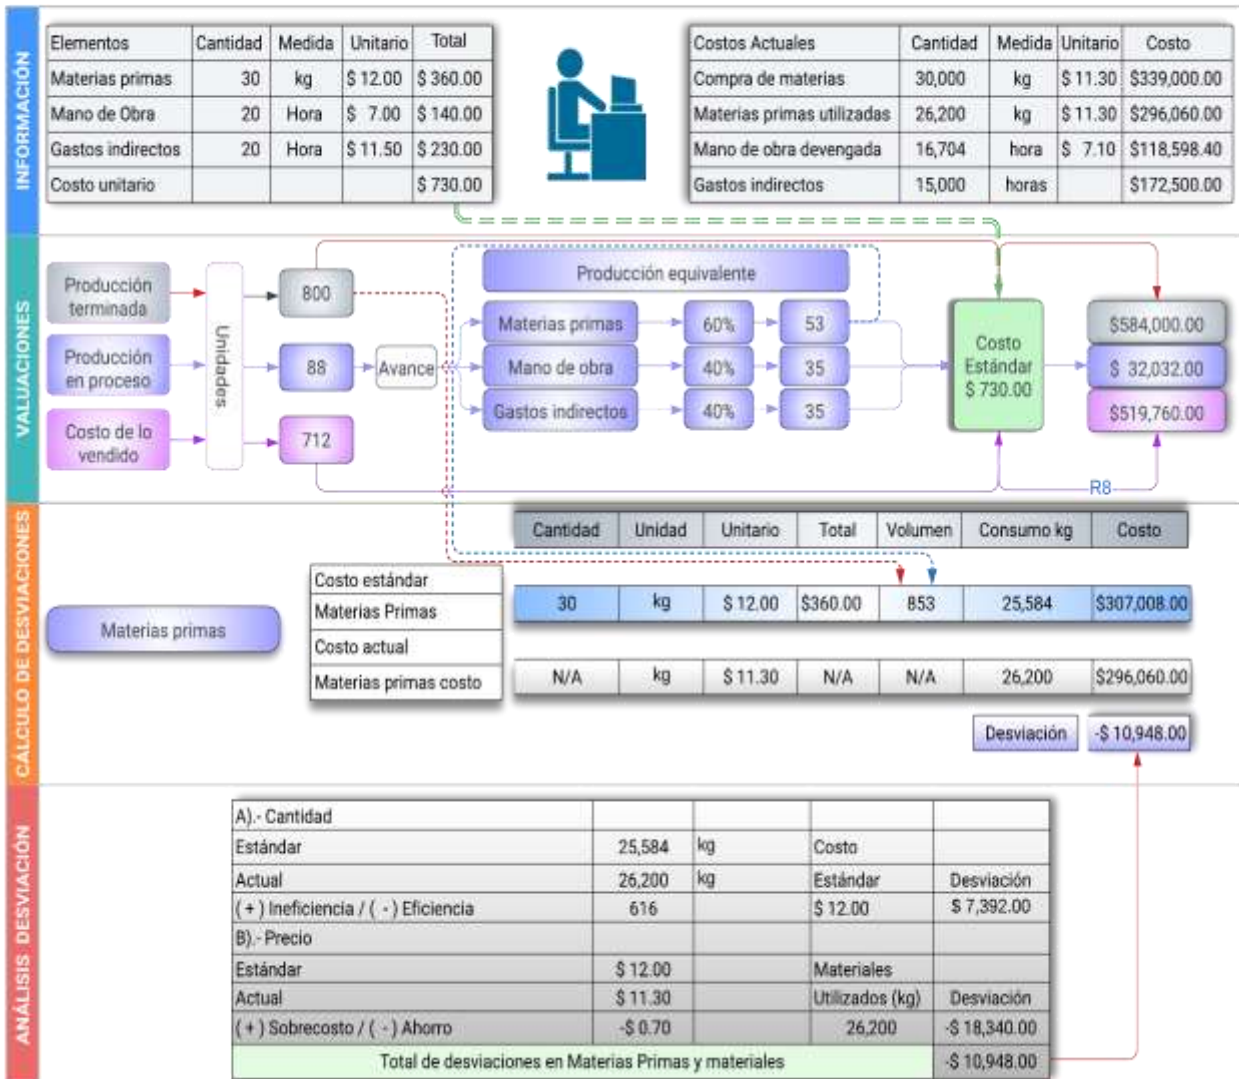 INFORMACIÓN
Elementos Cantidad Medida Unitario Total
Materias primas 30 kg $ 12.00 $ 360.00
Mano de Obra 20 Hora $ 7.00 $ 140.00
Gastos indirectos 20 Hora $ 11.50 $ 230.00
Costo unitario $ 730.00
Costos Actuales Cantidad Medida Unitario Costo
Compra de materias 30,000 kg $ 11.30 $339,000.00
Materias primas utilizadas 26,200 kg $ 11.30 $296,060.00
Mano de obra devengada 16,704 hora $ 7.10 $118,598.40
Gastos indirectos 15,000 horas $172,500.00
VALUACIONES
Producción
terminada
Producción
en proceso
Costo de lo
vendido
Unidades
800
88
712
Avance
Producción equivalente
Materias primas 60% 53
Mano de obra 40% 35
Gastos indirectos 40% 35
Costo
Estándar
$ 730.00
$584,000.00
$ 32,032.00
$519,760.00
R8
CÁLCULO DE DESVIACIONES
Cantidad Unidad Unitario Total Volumen Consumo kg Costo
Materias primas
Costo estándar
Materias Primas 30 kg $ 12.00 $360.00 853 25,584 $307,008.00
Costo actual
Materias primas costo N/A kg $ 11.30 N/A N/A 26,200 $296,060.00
Desviación -$ 10,948.00
ANÁLISIS DESVIACIÓN
A).- Cantidad
Estándar 25,584 kg Costo
Actual 26,200 kg Estándar Desviación
( + ) Ineficiencia / ( - ) Eficiencia 616 $ 12.00 $ 7,392.00
B).- Precio
Estándar $ 12.00 Materiales
Actual $ 11.30 Utilizados (kg) Desviación
( + ) Sobrecosto / ( - ) Ahorro -$ 0.70 26,200 -$ 18,340.00
Total de desviaciones en Materias Primas y materiales -$ 10,948.00